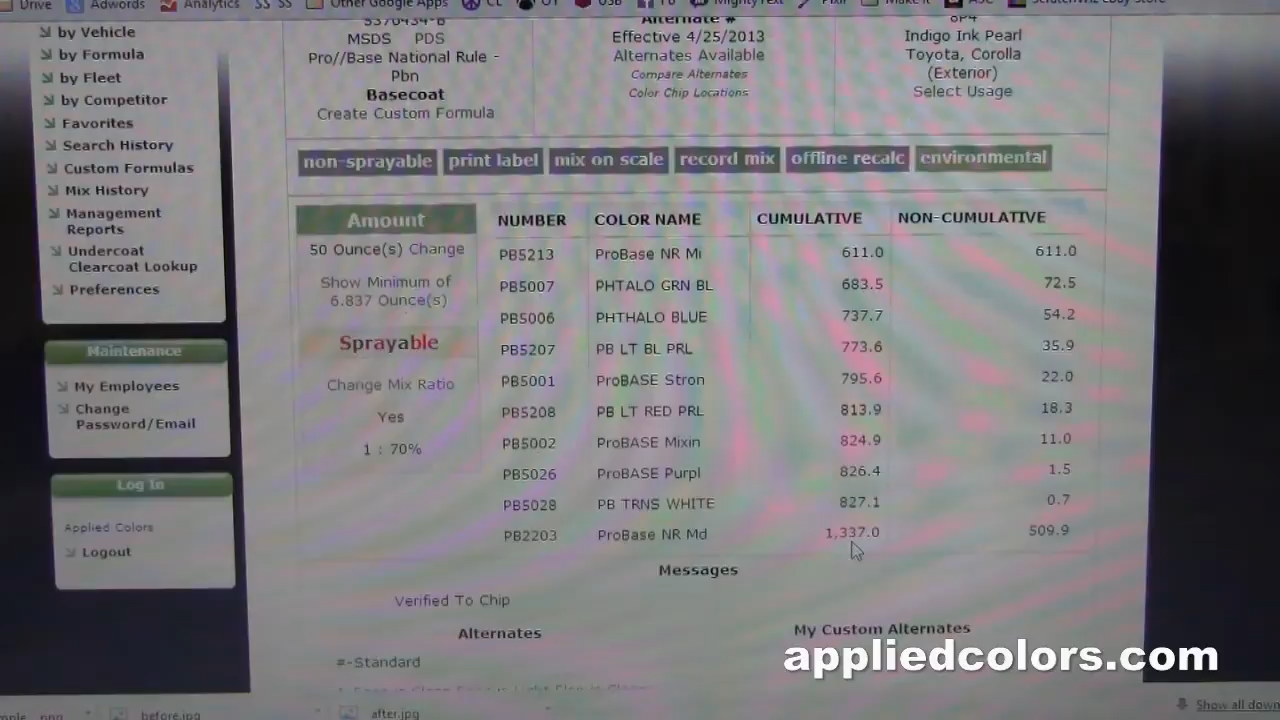 Drive Adwords Analytics SS SS Other Google Apps CL
by Vehicle
by Formula
by Fleet
by Competitor
Favorites
Search History
Custom Formulas
Mix History
Management
Reports
Undercoat
Clearcoat Lookup
Preferences
Maintenance
My Employees
Change
Password/Email
Log In
Applied Colors
Logout
MSDS PDS
Pro//Base National Rule -
Pbn
Basecoat
Create Custom Formula
Alternate #
Effective 4/25/2013
Alternates Available
Compare Alternates
Color Chip Locations
8P4
Indigo Ink Pearl
Toyota, Corolla
(Exterior)
Select Usage
non-sprayable print label mix on scale record mix offline recalc environmental
Amount
50 Ounce(s) Change
Show Minimum of
6.837 Ounce(s)
Sprayable
Change Mix Ratio
Yes
1 : 70%
NUMBER COLOR NAME CUMULATIVE NON-CUMULATIVE
PB5213 ProBase NR Mi 611.0 611.0
PB5007 PHTALO GRN BL 683.5 72.5
PB5006 PHTHALO BLUE 737.7 54.2
PB5207 PB LT BL PRL 773.6 35.9
PB5001 ProBASE Stron 795.6 22.0
PB5208 PB LT RED PRL 813.9 18.3
PB5002 ProBASE Mixin 824.9 11.0
PB5026 ProBASE Purpl 826.4 1.5
PB5028 PB TRNS WHITE 827.1 0.7
PB2203 ProBase NR Md 1,337.0 509.9
Messages
Verified To Chip
Alternates
My Custom Alternates
#-Standard
appliedcolors.com
before.jpg after.jpg Show all down